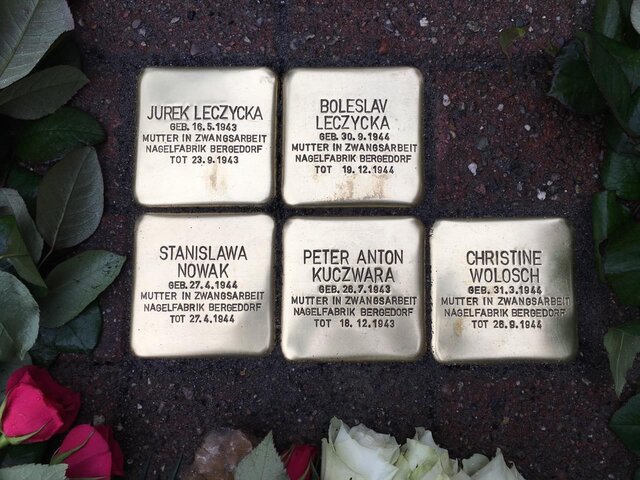 JUREK LECZYCKA
GEB. 16.5.1943
MUTTER IN ZWANGSARBEIT
NAGELFABRIK BERGEDORF
TOT 23.9.1943
BOLESLAV
LECZYCKA
GEB. 30.9.1944
MUTTER IN ZWANGSARBEIT
NAGELFABRIK BERGEDORF
TOT 19.12.1944
STANISLAWA
NOWAK
GEB. 27.4.1944
MUTTER IN ZWANGSARBEIT
NAGELFABRIK BERGEDORF
TOT 27.4.1944
PETER ANTON
KUCZWARA
GEB. 26.7.1943
MUTTER IN ZWANGSARBEIT
NAGELFABRIK BERGEDORF
TOT 18.12.1943
CHRISTINE
WOLOSCH
GEB. 31.3.1944
MUTTER IN ZWANGSARBEIT
NAGELFABRIK BERGEDORF
TOT 26.9.1944